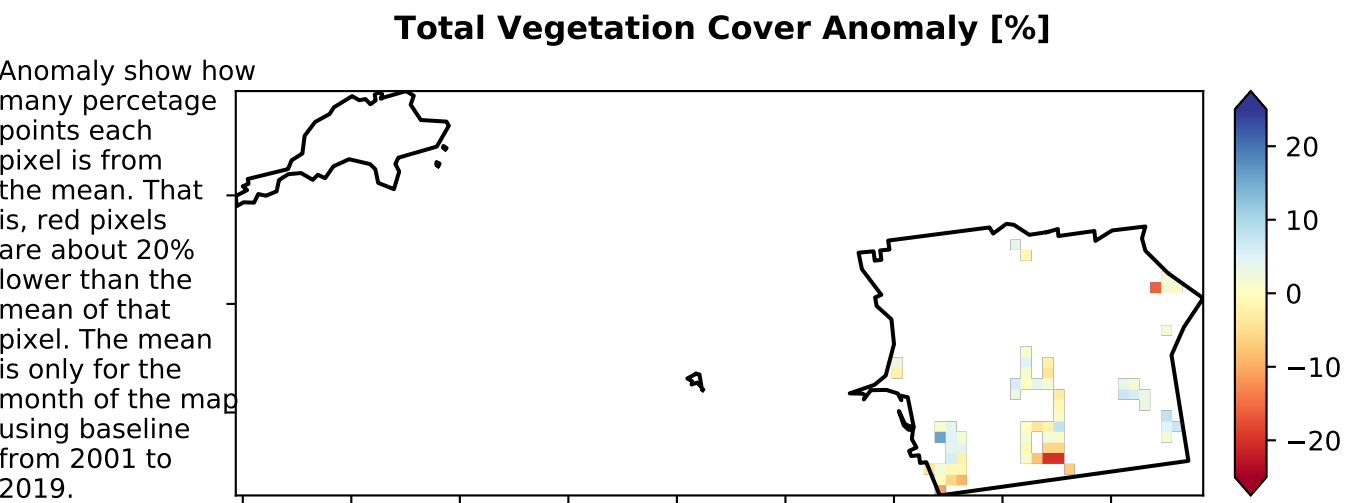 Total Vegetation Cover Anomaly [%]
Anomaly show how
many percetage
points each
pixel is from
the mean. That
is, red pixels
are about 20%
lower than the
mean of that
pixel. The mean
is only for the
month of the map
using baseline
from 2001 to
2019.
20
10
0
−10
−20